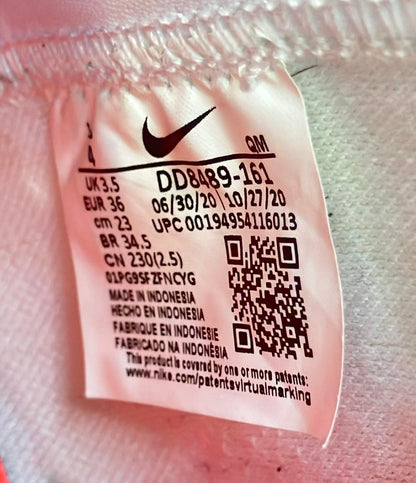 4 QM
UK 3.5 DD8489-161
EUR 36 06/30/20 10/27/20
cm 23 UPC 00194954116013
BR 34,5
CN 230(2.5)
01PG9SFZFNCYG
MADE IN INDONESIA
HECHO EN INDONESIA
FABRIQUE EN INDONESIE
FABRICADO NA INDONÉSIA
This product is covered by one or more patents:
www.nike.com/patentsvirtualmarking